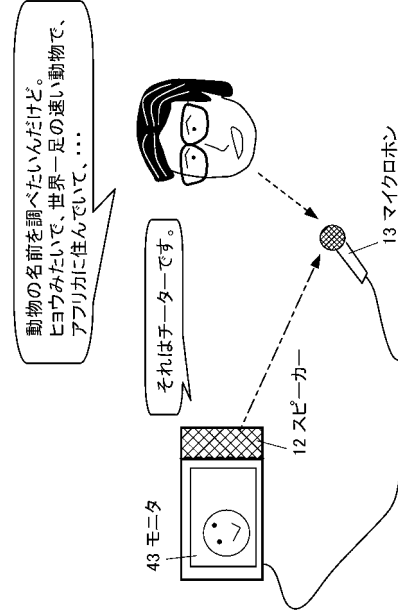 動物の名前を調べたいんだけど。
ヒョウみたいで、世界一足の速い動物で、
アフリカに住んでいて、・・・
それはチーターです。
43 モニタ
12 スピーカー
13 マイクロホン